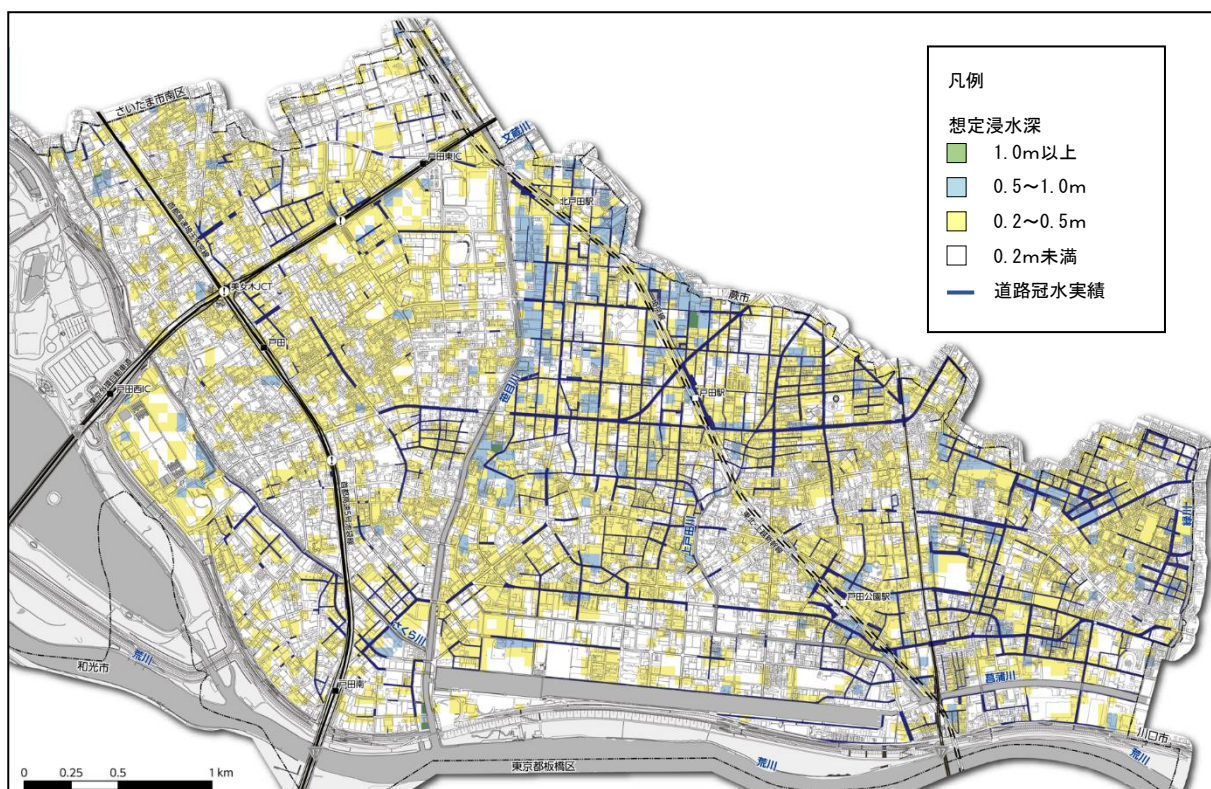 凡例
想定浸水深
1.0m以上
0.5～1.0m
0.2～0.5m
0.2m未満
道路冠水実績
さいたま市南区
文蔵川
戸田東IC
北戸田駅
美女木JCT
蕨市
戸田
戸田西IC
笹目川
戸田駅
上戸田川
緑川
戸田公園駅
さくら川
戸田南
和光市
荒川
菖蒲川
川口市
荒川
東京都板橋区
荒川
0 0.25 0.5 1 km